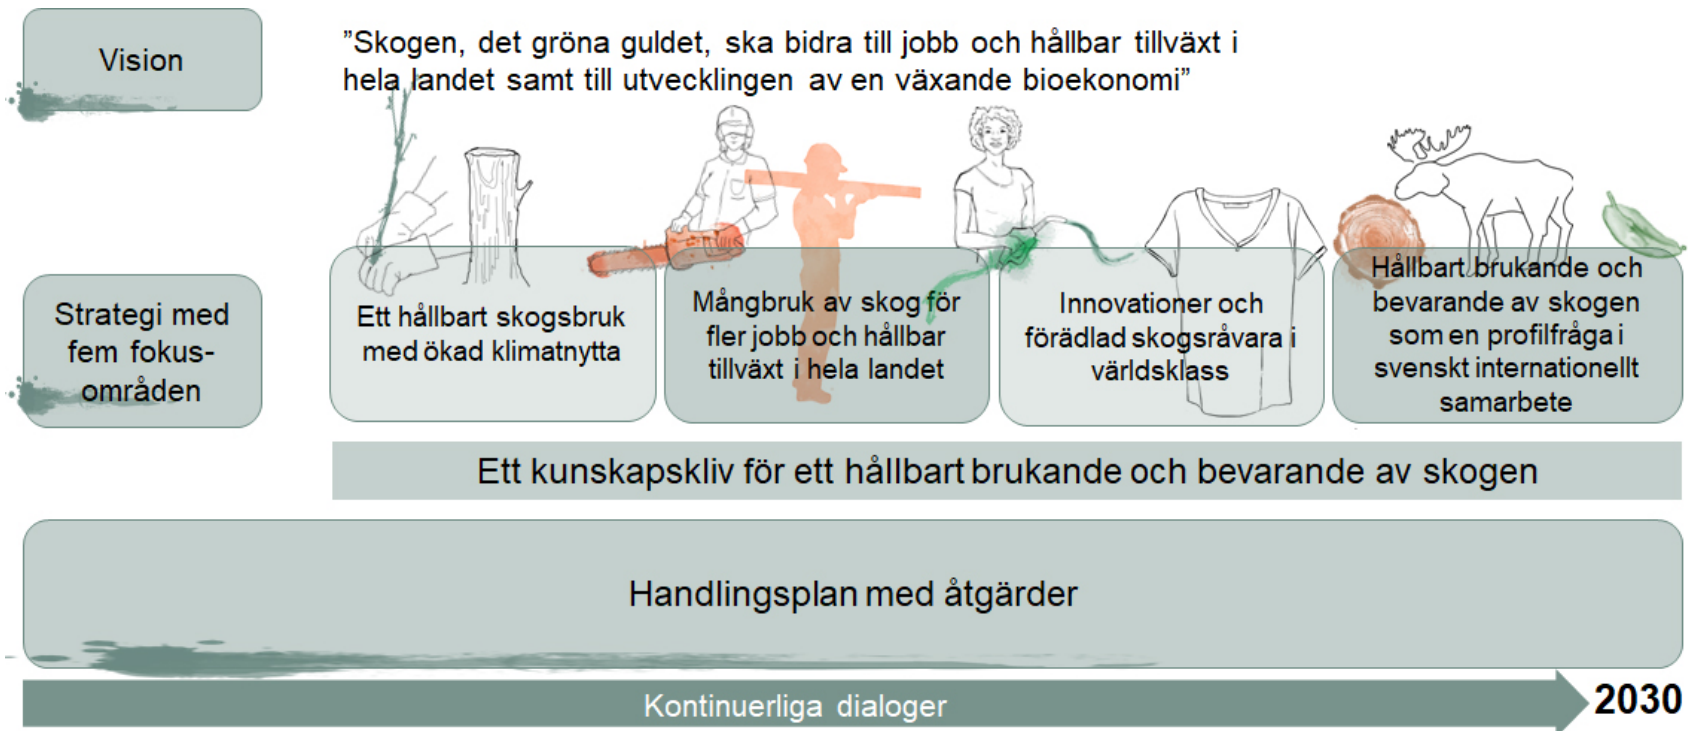 Vision
”Skogen, det gröna guldet, ska bidra till jobb och hållbar tillväxt i
hela landet samt till utvecklingen av en växande bioekonomi”
Strategi med
fem fokus-
områden
Ett hållbart skogsbruk
med ökad klimatnytta
Mångbruk av skog för
fler jobb och hållbar
tillväxt i hela landet
Innovationer och
förädlad skogsråvara i
världsklass
Hållbart brukande och
bevarande av skogen
som en profilfråga i
svenskt internationellt
samarbete
Ett kunskapskliv för ett hållbart brukande och bevarande av skogen
Handlingsplan med åtgärder
Kontinuerliga dialoger
2030